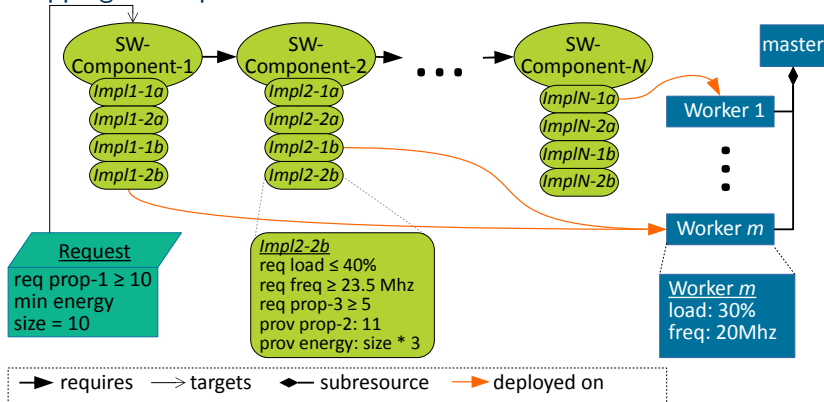 SW-
Component-1
Impl1-1a
Impl1-2a
Impl1-1b
Impl1-2b
SW-
Component-2
Impl2-1a
Impl2-2a
Impl2-1b
Impl2-2b
SW-
Component-N
ImplN-1a
ImplN-2a
ImplN-1b
ImplN-2b
master
Worker 1
Worker m
Request
req prop-1 ≥ 10
min energy
size = 10
Impl2-2b
req load ≤ 40%
req freq ≥ 23.5 Mhz
req prop-3 ≥ 5
prov prop-2: 11
prov energy: size * 3
Worker m
load: 30%
freq: 20Mhz
requires
targets
subresource
deployed on